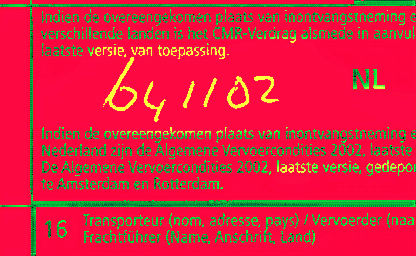 Indien de overeengekomen plaats van inontvangstneming
verschillende landen is het CMR-Verdrag alsmede in aanvul
laatste versie, van toepassing.
641102
NL
Indien de overeengekomen plaats van inontvangstneming
Nederland zijn de Algemene Vervoercondities 2002, laatste
De Algemene Vervoercondities 2002, laatste versie, gedepo
te Amsterdam en Rotterdam.
16 Transporteur (nom, adresse, pays) / Vervoerder (naa
Frachtführer (Name, Anschrift, Land)